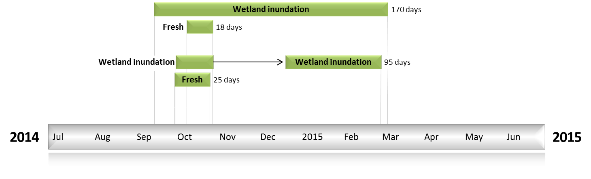 Wetland inundation 170 days
Fresh 18 days
Wetland Inundation Wetland Inundation 95 days
Fresh 25 days
2014 Jul Aug Sep Oct Nov Dec 2015 Feb Mar Apr May Jun 2015